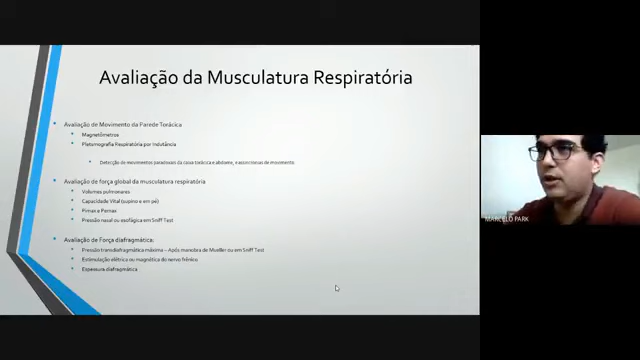 Avaliação da Musculatura Respiratória
Avaliação de Movimento da Parede Torácica
Magnetômetros
Pletismografia Respiratória por Indutância
Detecção de movimentos paradoxais da caixa torácica e abdome, e assincronias de movimento
Avaliação de força global da musculatura respiratória
Volumes pulmonares
Capacidade Vital (supino e em pé)
Pimax e Pemax
Pressão nasal ou esofágica em Sniff Test
Avaliação de Força diafragmática:
Pressão transdiafragmática máxima – Após manobra de Mueller ou em Sniff Test
Estimulação elétrica ou magnética do nervo frênico
Espessura diafragmática
MARCELO PARK